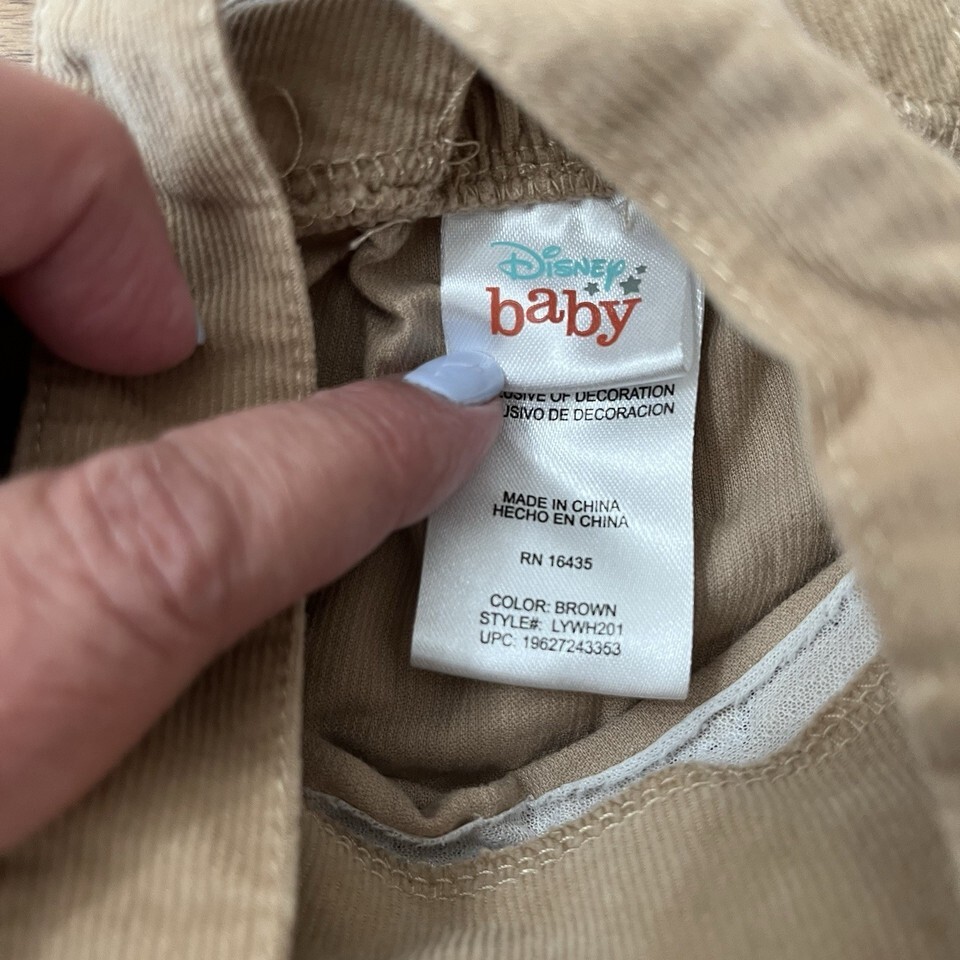 Disney
baby
USIVE OF DECORATION
USIVO DE DECORACION
MADE IN CHINA
HECHO EN CHINA
RN 16435
COLOR: BROWN
STYLE#: LYWH201
UPC: 19627243353